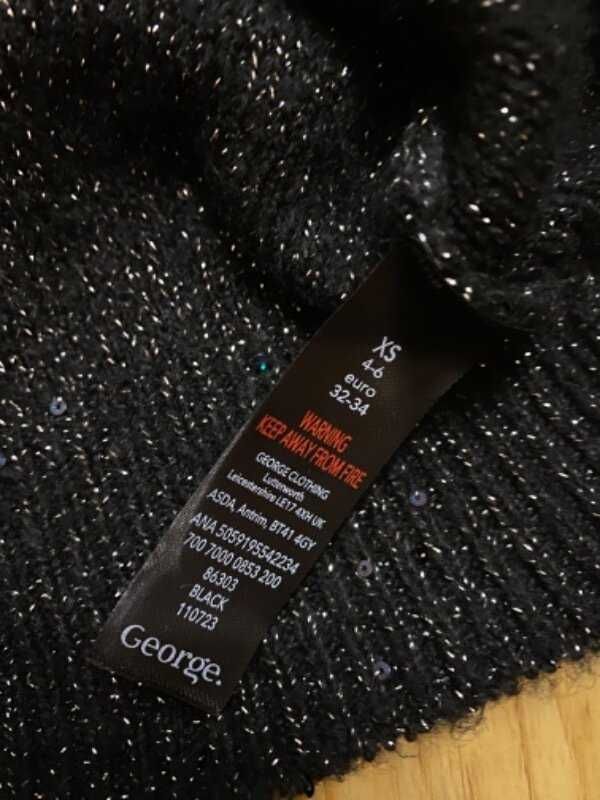 XS
4-6
euro
32-34
WARNING
KEEP AWAY FROM FIRE
GEORGE CLOTHING
Lutterworth
Leicestershire LE17 4XH UK
ASDA, Antrim, BT41 4GY
ANA 5059195542234
700 7000 0853 200
86303
BLACK
110723
George.